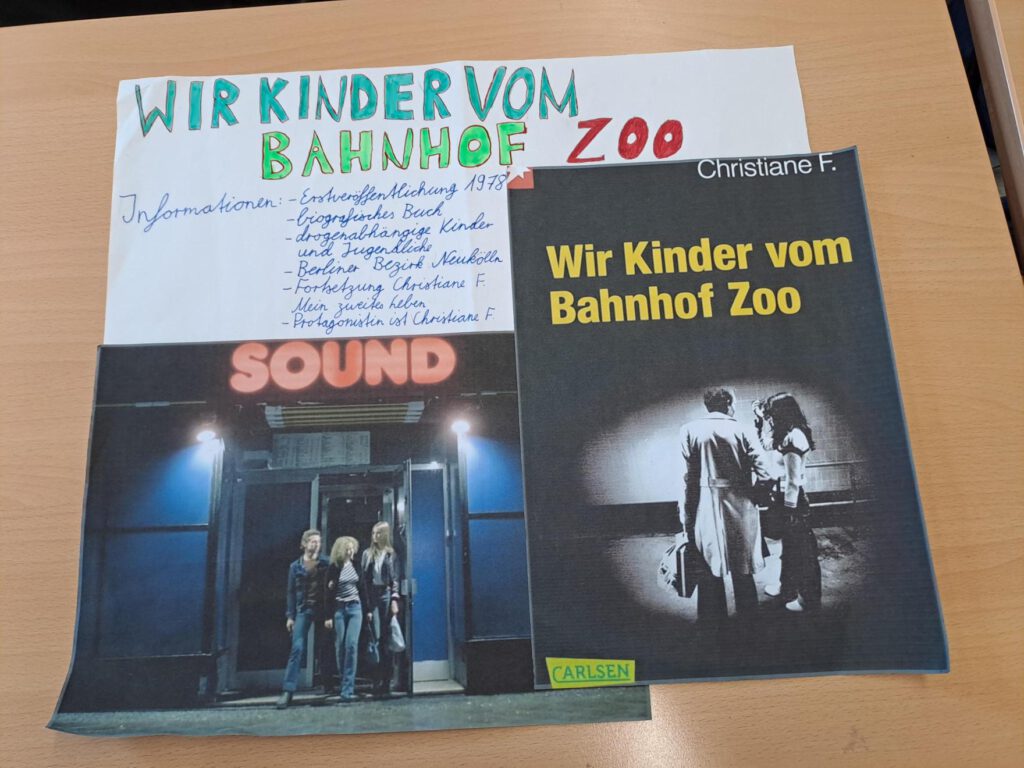 WIR KINDER VOM
BAHNHOF ZOO
Informationen: - Erstveröffentlichung 1978
- biografisches Buch
- drogenabhängige Kinder
und Jugendliche
- Berliner Bezirk Neukölln
- Fortsetzung Christiane F.
Mein zweites Leben
- Protagonistin ist Christiane F.
Christiane F.
Wir Kinder vom
Bahnhof Zoo
CARLSEN
SOUND